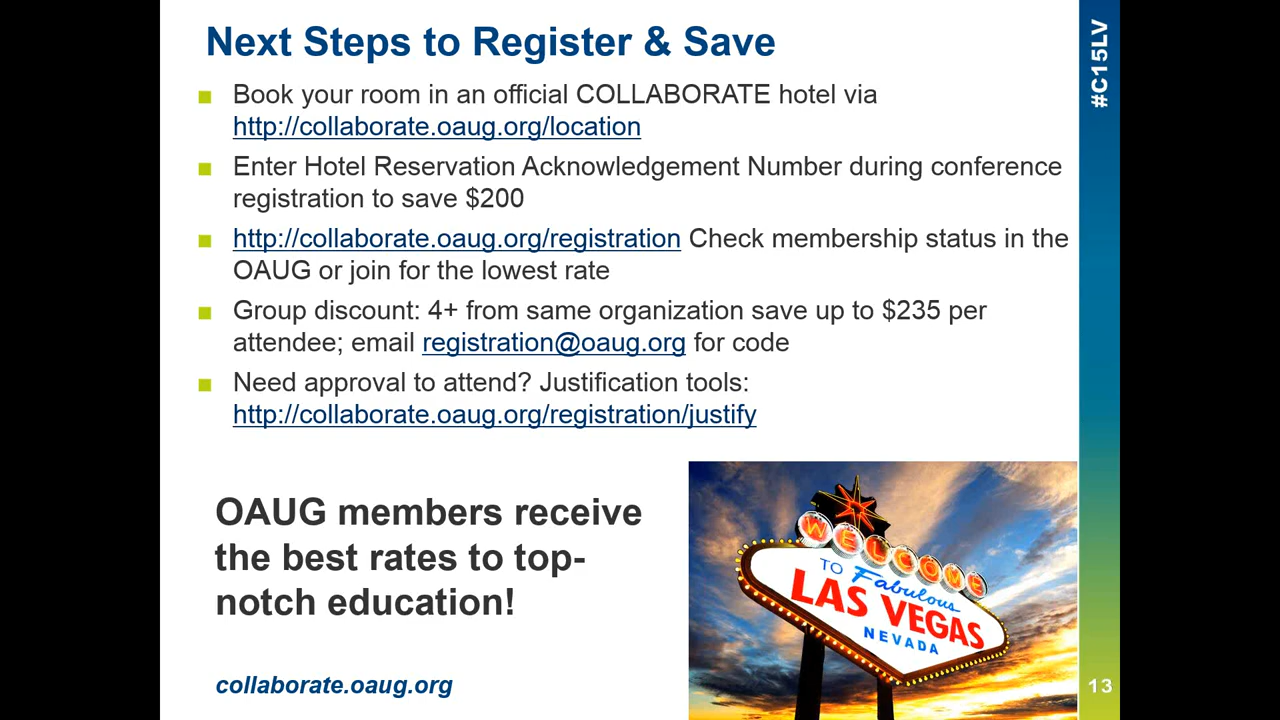 Next Steps to Register & Save
Book your room in an official COLLABORATE hotel via
http://collaborate.oaug.org/location
Enter Hotel Reservation Acknowledgement Number during conference
registration to save $200
http://collaborate.oaug.org/registration Check membership status in the
OAUG or join for the lowest rate
Group discount: 4+ from same organization save up to $235 per
attendee; email registration@oaug.org for code
Need approval to attend? Justification tools:
http://collaborate.oaug.org/registration/justify
OAUG members receive
the best rates to top-
notch education!
collaborate.oaug.org
WELCOME
TO Fabulous
LAS VEGAS
NEVADA
#C15LV
13